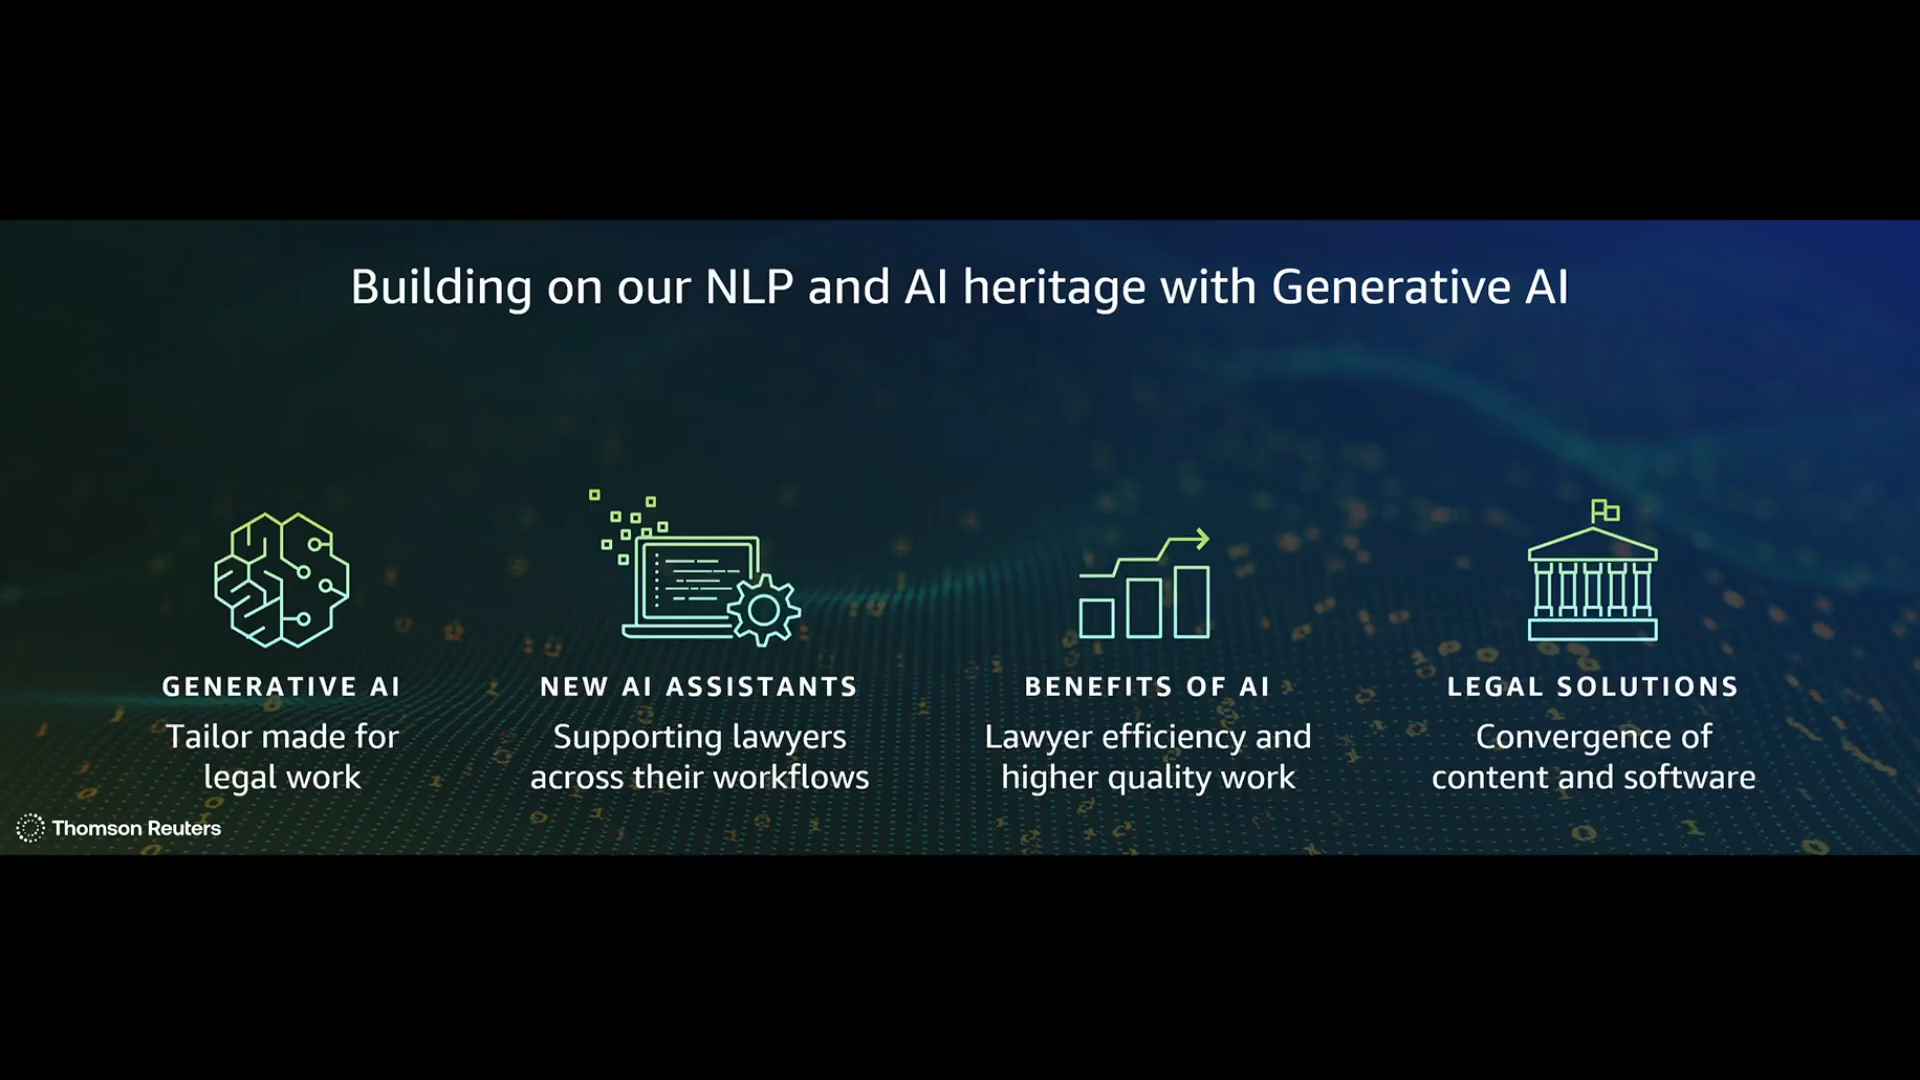 Building on our NLP and AI heritage with Generative AI
GENERATIVE AI
Tailor made for
legal work
NEW AI ASSISTANTS
Supporting lawyers
across their workflows
BENEFITS OF AI
Lawyer efficiency and
higher quality work
LEGAL SOLUTIONS
Convergence of
content and software
Thomson Reuters